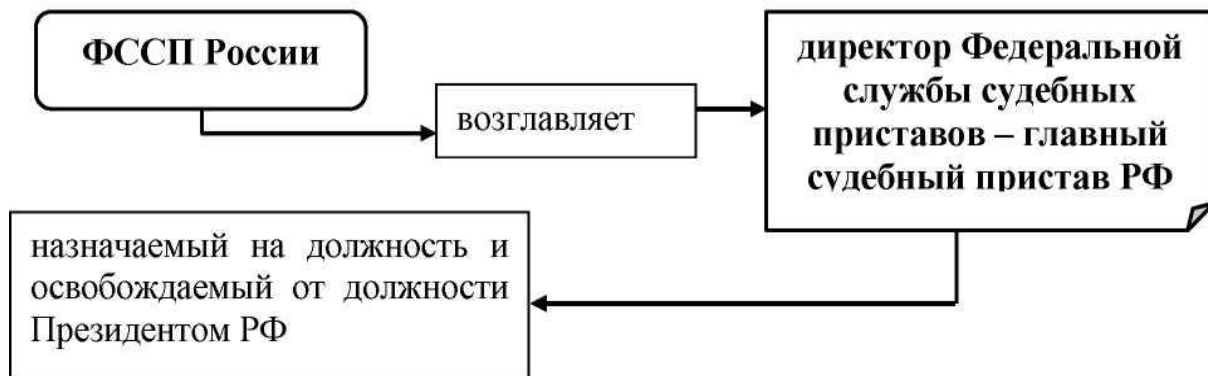 ФССП России
возглавляет
директор Федеральной
службы судебных
приставов – главный
судебный пристав РФ
назначаемый на должность и
освобождаемый от должности
Президентом РФ